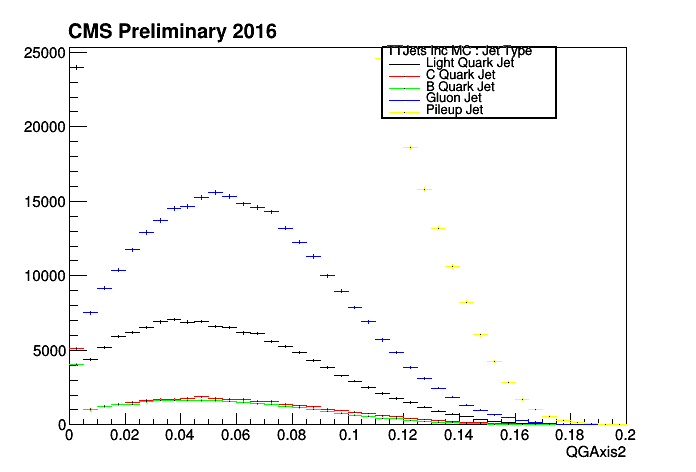 CMS Preliminary 2016
TTJets Inc MC : Jet Type
Light Quark Jet
C Quark Jet
B Quark Jet
Gluon Jet
Pileup Jet
25000
20000
15000
10000
5000
0
0 0.02 0.04 0.06 0.08 0.1 0.12 0.14 0.16 0.18 0.2
QGAxis2